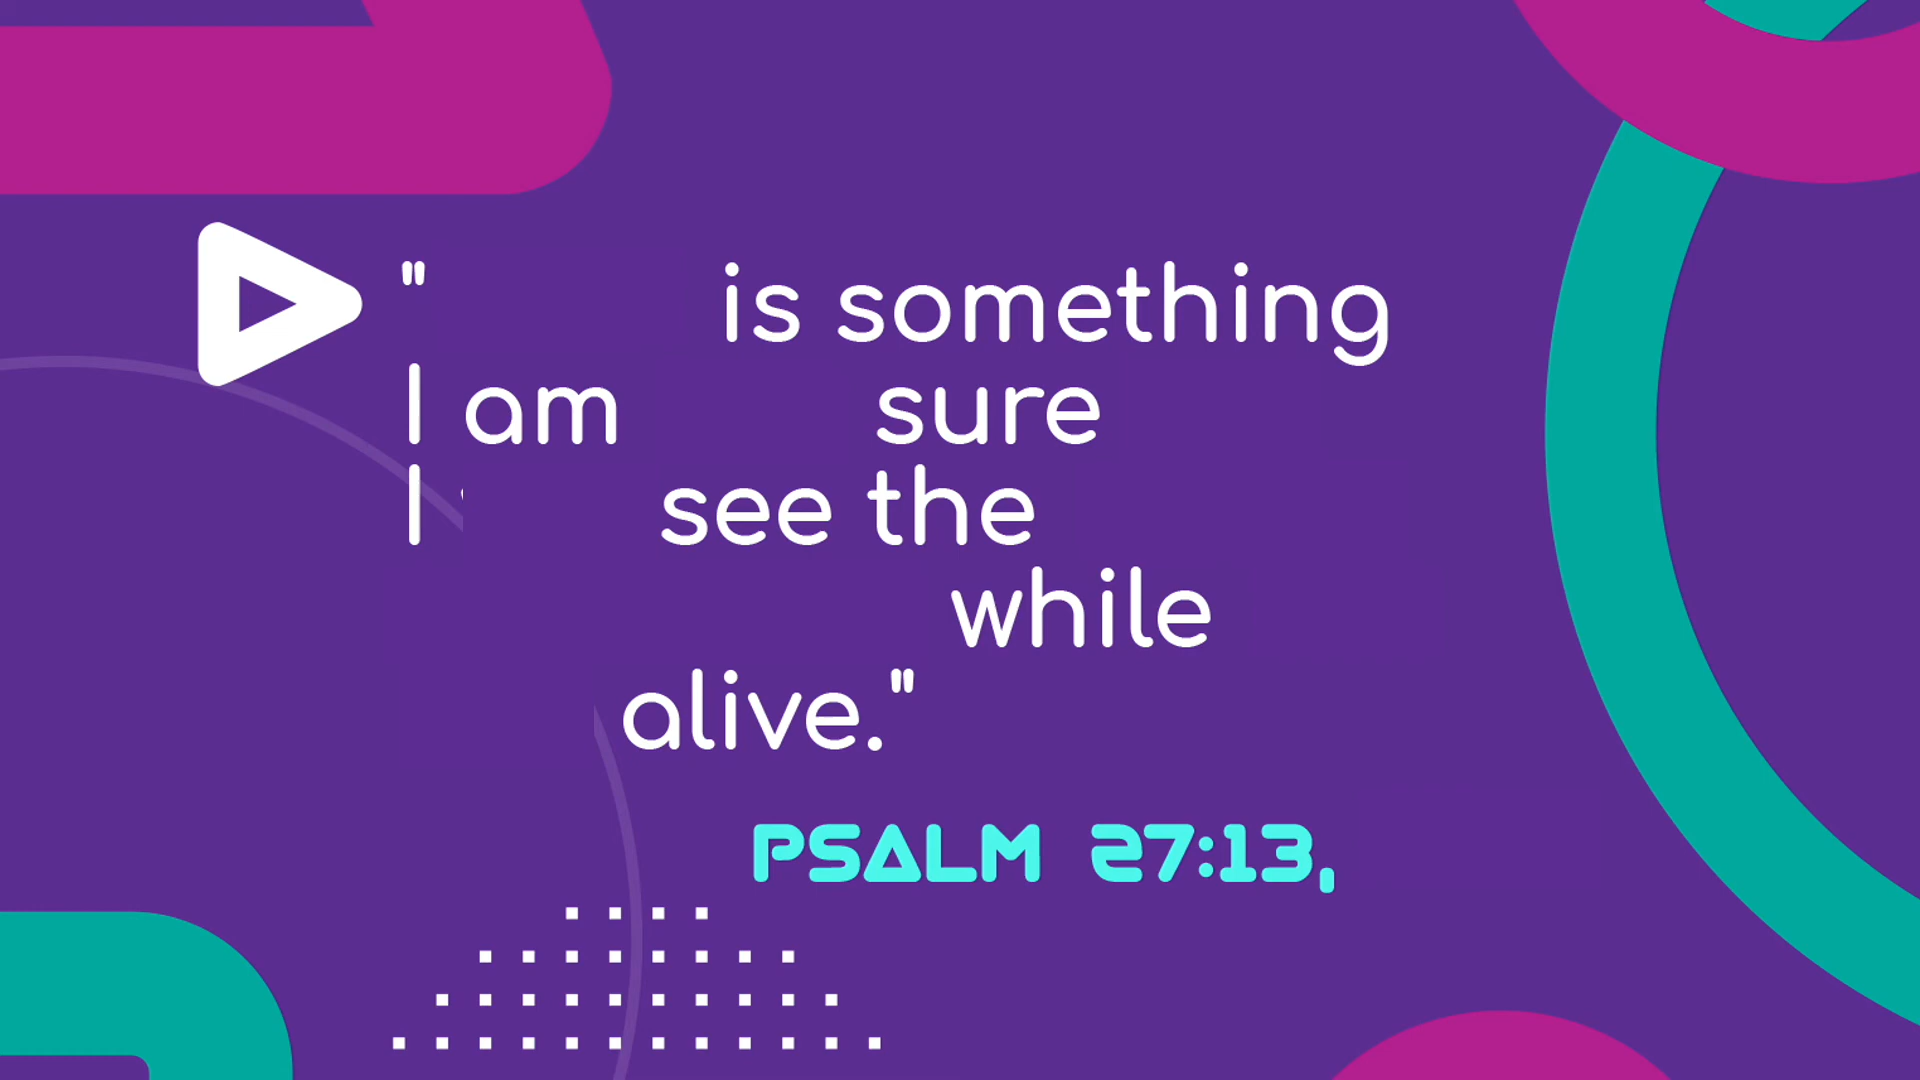 " is something
I am sure
I see the
while
alive."
PSALM 27:13,